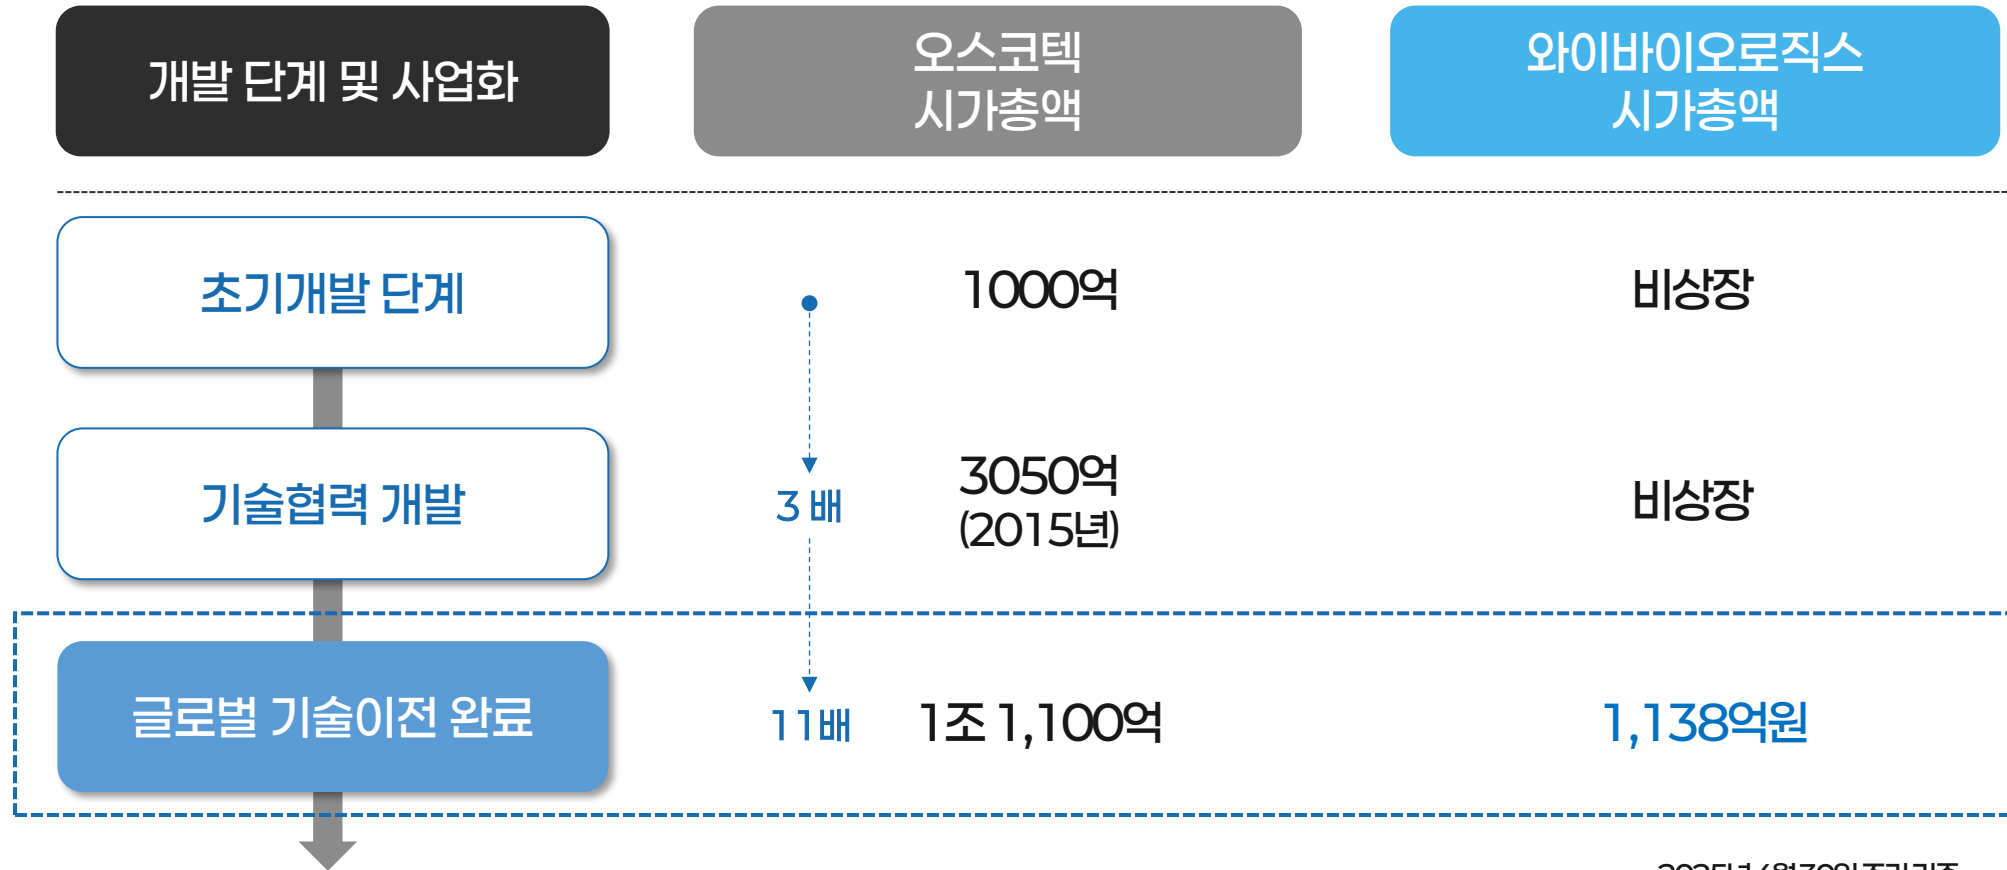 개발 단계 및 사업화
오스코텍
시가총액
와이바이오로직스
시가총액
초기개발 단계
1000억
비상장
기술협력 개발
3 배
3050억
(2015년)
비상장
글로벌 기술이전 완료
11배
1조 1,100억
1,138억원